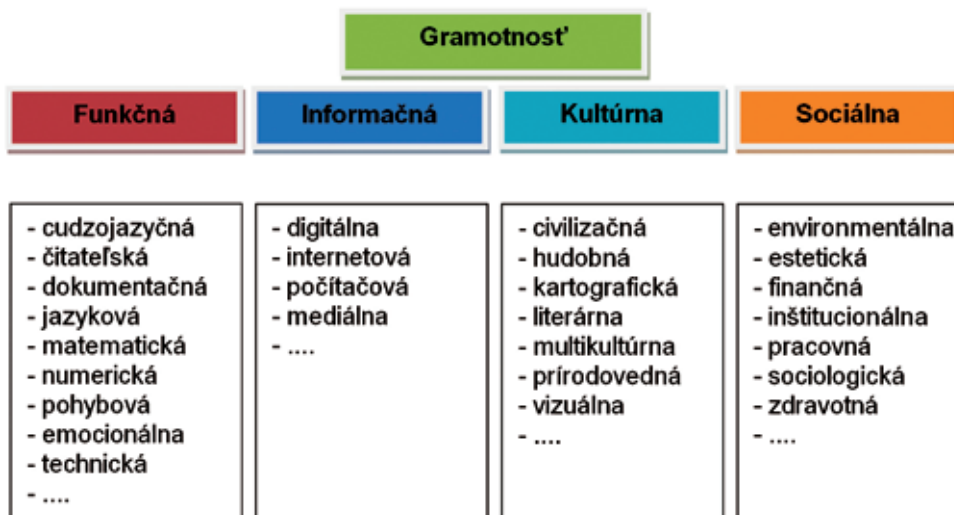 Gramotnosť
Funkčná
Informačná
Kultúrna
Sociálna
- cudzojazyčná
- čitateľská
- dokumentačná
- jazyková
- matematická
- numerická
- pohybová
- emocionálna
- technická
- ....
- digitálna
- internetová
- počítačová
- mediálna
- ....
- civilizačná
- hudobná
- kartografická
- literárna
- multikultúrna
- prírodovedná
- vizuálna
- ....
- environmentálna
- estetická
- finančná
- inštitucionálna
- pracovná
- sociologická
- zdravotná
- ....